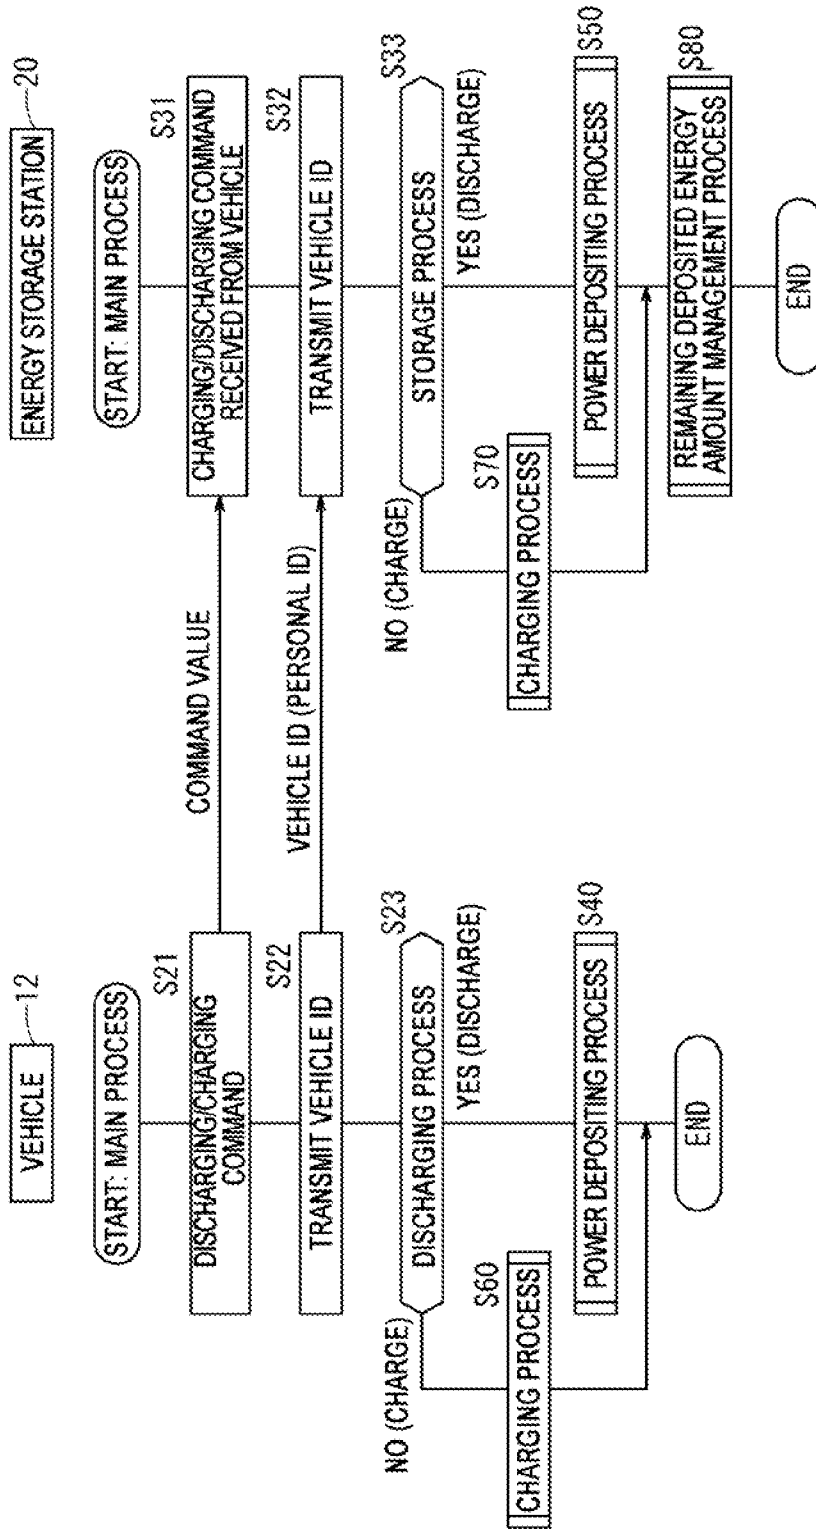 VEHICLE
12
START: MAIN PROCESS
S21
DISCHARGING/CHARGING
COMMAND
S22
TRANSMIT VEHICLE ID
S23
DISCHARGING PROCESS
NO (CHARGE)
YES (DISCHARGE)
S60
CHARGING PROCESS
S40
POWER DEPOSITING PROCESS
END
COMMAND VALUE
VEHICLE ID (PERSONAL ID)
ENERGY STORAGE STATION
20
START: MAIN PROCESS
S31
CHARGING/DISCHARGING COMMAND
RECEIVED FROM VEHICLE
S32
TRANSMIT VEHICLE ID
S33
STORAGE PROCESS
NO (CHARGE)
YES (DISCHARGE)
S70
CHARGING PROCESS
S50
POWER DEPOSITING PROCESS
S80
REMAINING DEPOSITED ENERGY
AMOUNT MANAGEMENT PROCESS
END